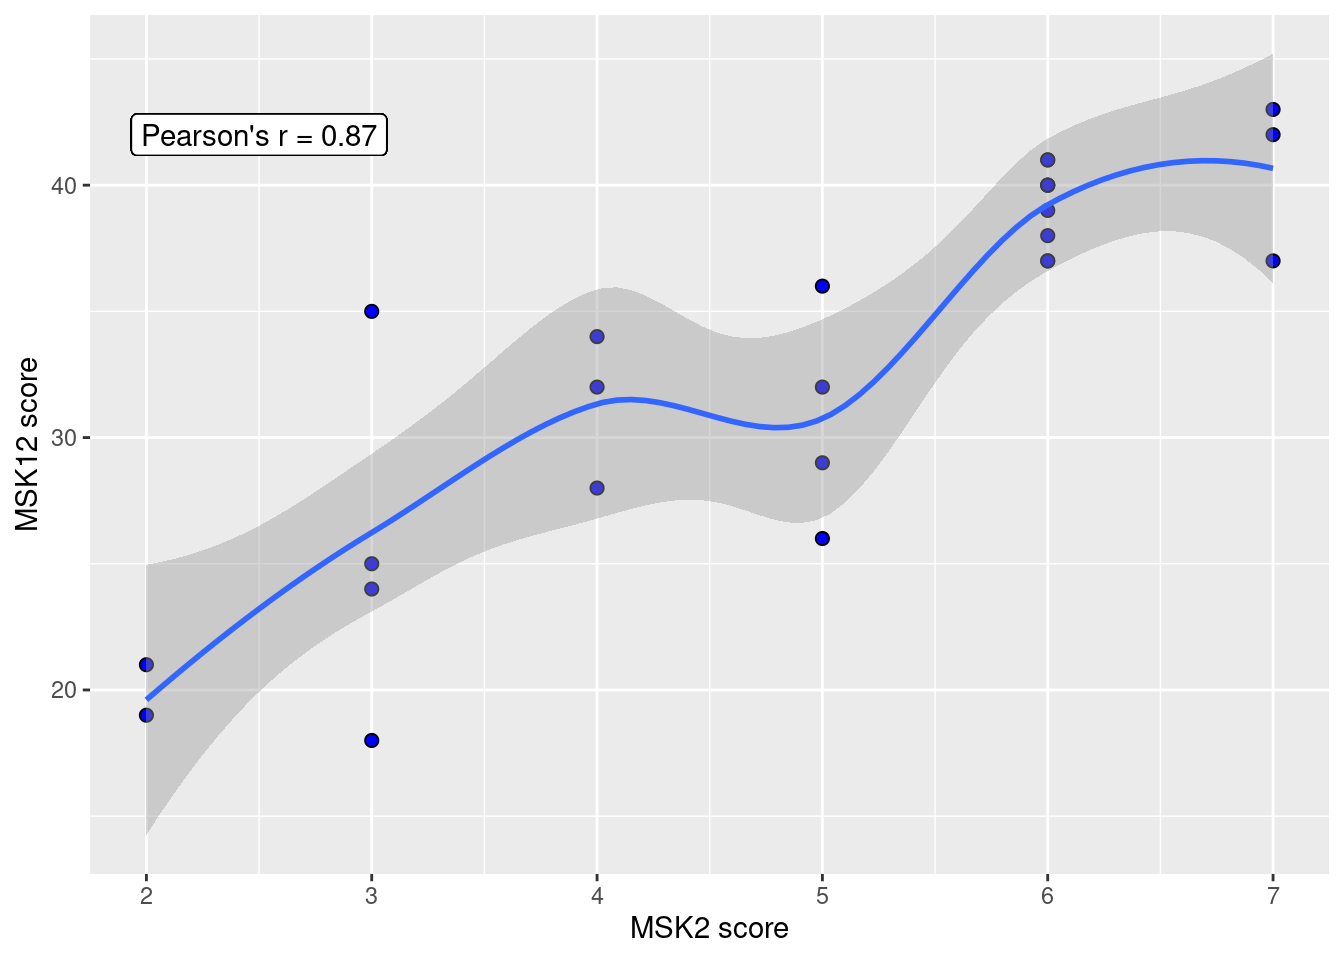 Pearson's r = 0.87
40
30
20
MSK12 score
2 3 4 5 6 7
MSK2 score